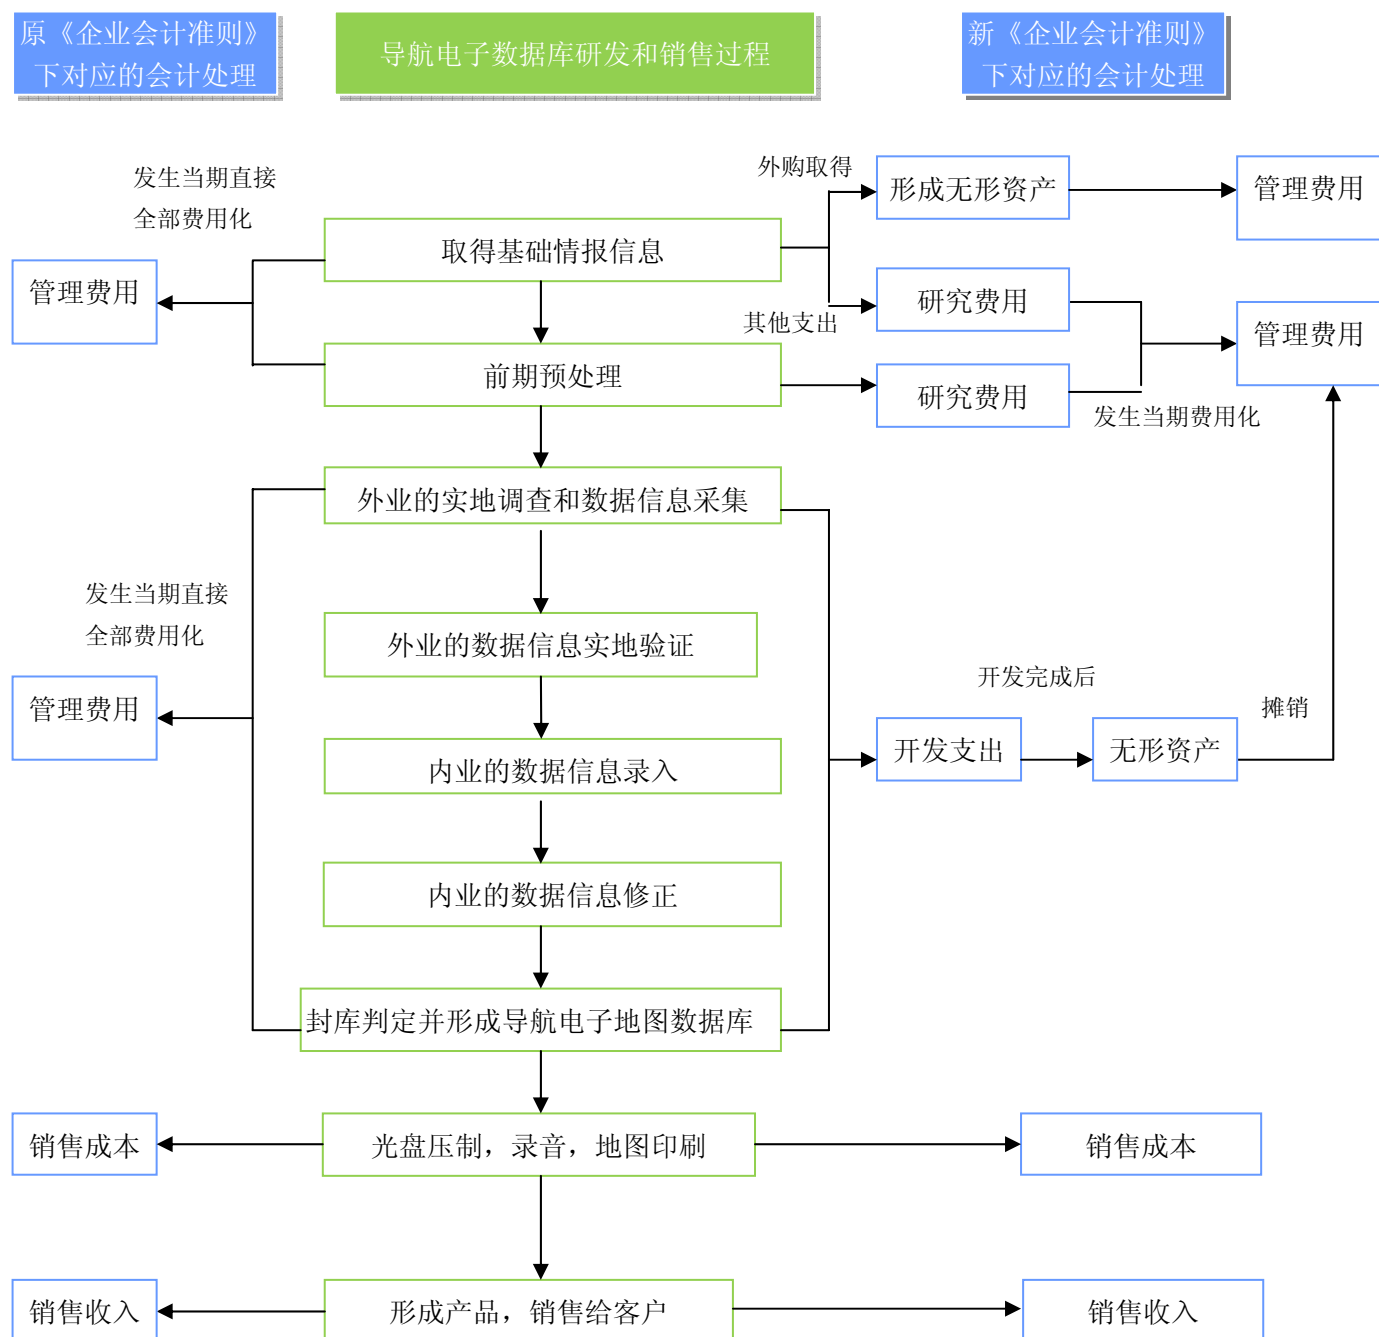 原《企业会计准则》
下对应的会计处理
导航电子数据库研发和销售过程
新《企业会计准则》
下对应的会计处理
发生当期直接
全部费用化
外购取得
形成无形资产
管理费用
取得基础情报信息
管理费用
其他支出
研究费用
管理费用
前期预处理
研究费用
发生当期费用化
外业的实地调查和数据信息采集
发生当期直接
全部费用化
外业的数据信息实地验证
管理费用
开发完成后
摊销
内业的数据信息录入
开发支出
无形资产
内业的数据信息修正
封库判定并形成导航电子地图数据库
销售成本
光盘压制，录音，地图印刷
销售成本
销售收入
形成产品，销售给客户
销售收入